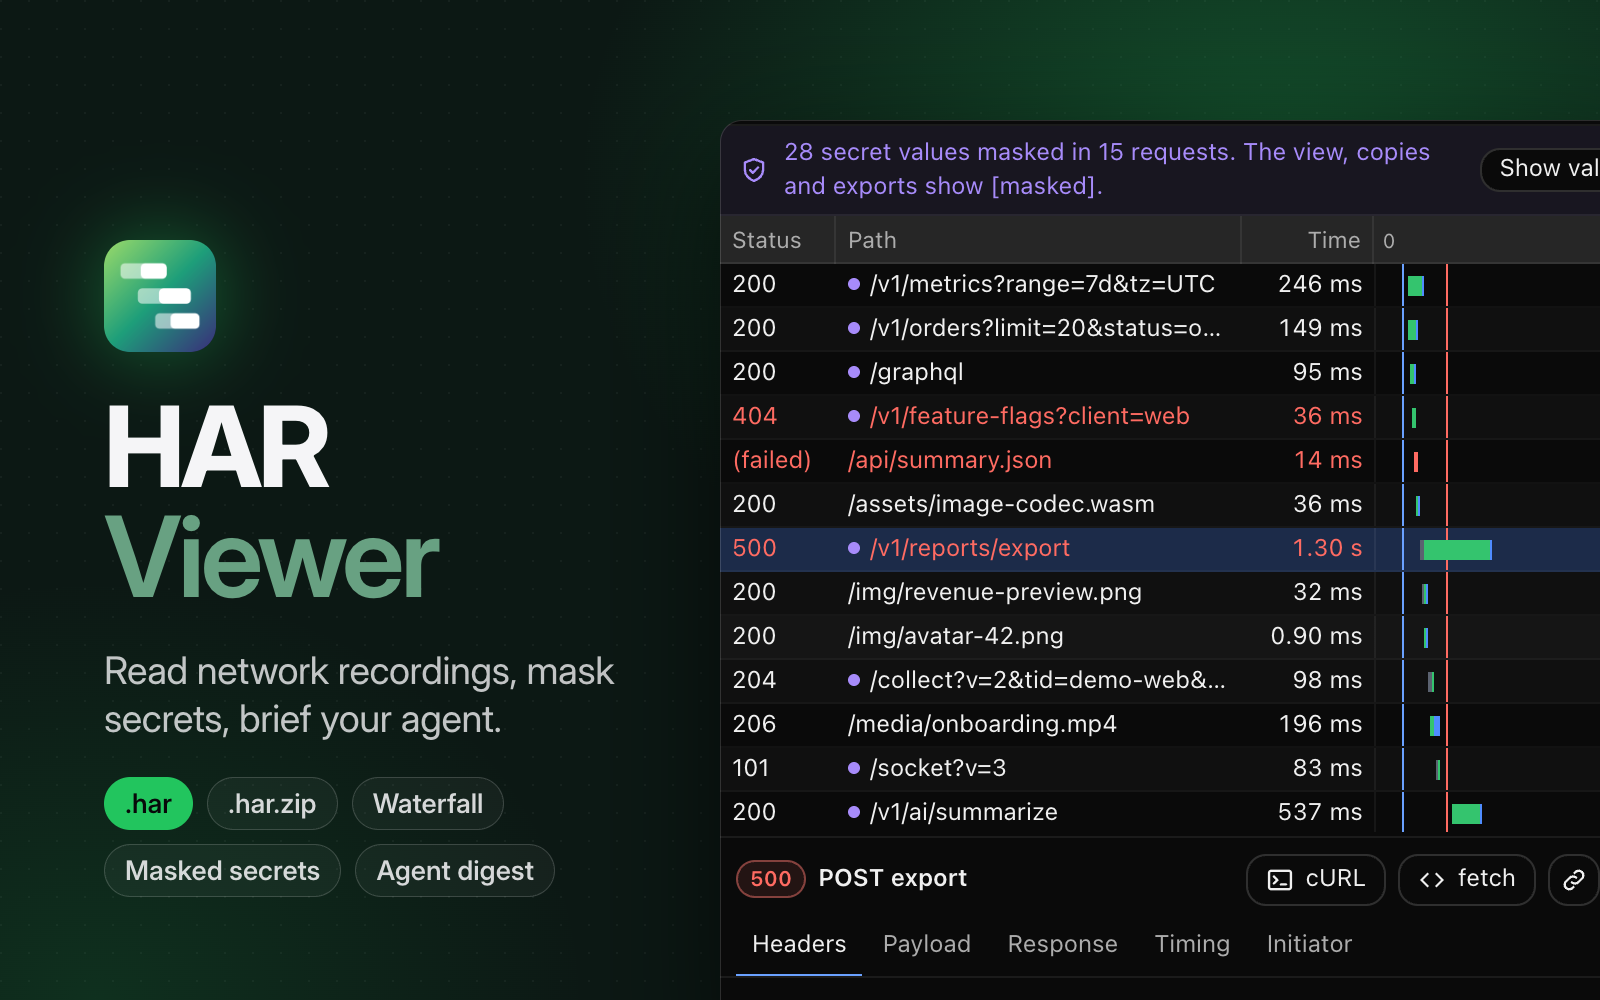 HAR
Viewer
Read network recordings, mask
secrets, brief your agent.
.har
.har.zip
Waterfall
Masked secrets
Agent digest
28 secret values masked in 15 requests. The view, copies
and exports show [masked].
Show val
Status Path Time 0
200 /v1/metrics?range=7d&tz=UTC 246 ms
200 /v1/orders?limit=20&status=o... 149 ms
200 /graphql 95 ms
404 /v1/feature-flags?client=web 36 ms
(failed) /api/summary.json 14 ms
200 /assets/image-codec.wasm 36 ms
500 /v1/reports/export 1.30 s
200 /img/revenue-preview.png 32 ms
200 /img/avatar-42.png 0.90 ms
204 /collect?v=2&tid=demo-web&... 98 ms
206 /media/onboarding.mp4 196 ms
101 /socket?v=3 83 ms
200 /v1/ai/summarize 537 ms
500 POST export cURL fetch
Headers Payload Response Timing Initiator